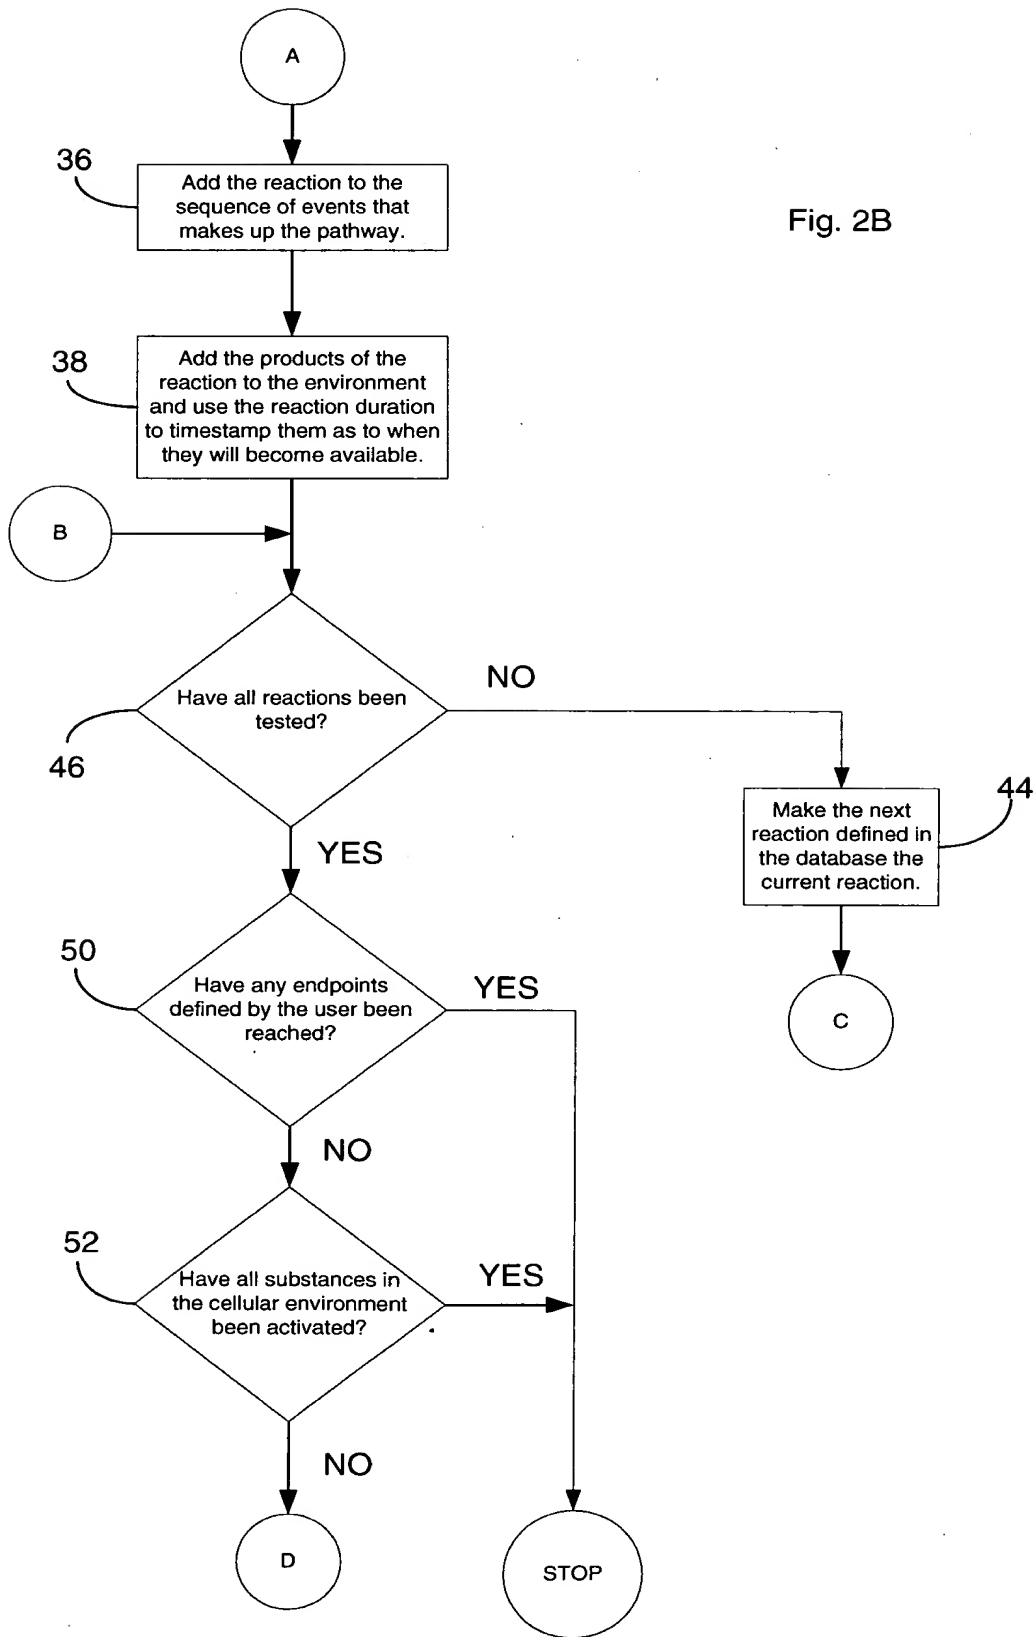 A
36
Add the reaction to the
sequence of events that
makes up the pathway.
Fig. 2B
38
Add the products of the
reaction to the environment
and use the reaction duration
to timestamp them as to when
they will become available.
B
Have all reactions been
tested?
NO
46
YES
Make the next
reaction defined in
the database the
current reaction.
44
50
Have any endpoints
defined by the user been
reached?
YES
C
NO
52
Have all substances in
the cellular environment
been activated?
YES
NO
D
STOP